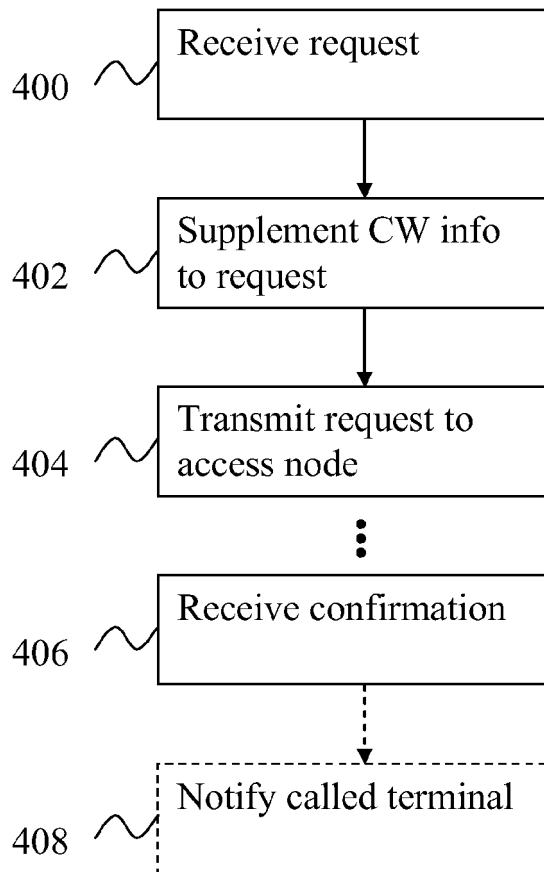 Receive request
400
Supplement CW info
to request
402
Transmit request to
access node
404
Receive confirmation
406
Notify called terminal
408